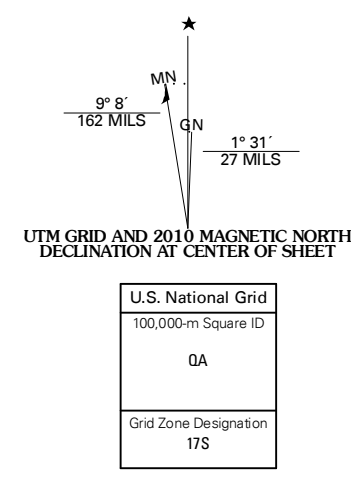 MN
9° 8´
162 MILS
GN
1° 31´
27 MILS
UTM GRID AND 2010 MAGNETIC NORTH
DECLINATION AT CENTER OF SHEET
U.S. National Grid
100,000-m Square ID
QA
Grid Zone Designation
17S